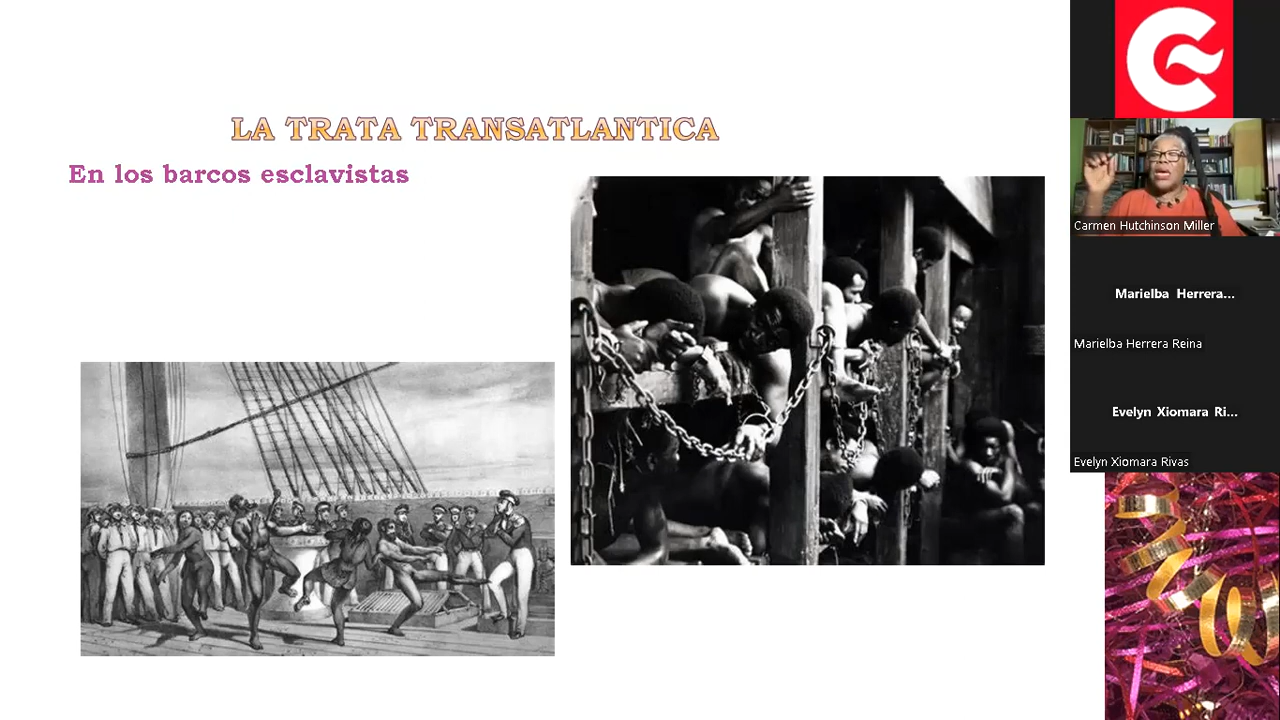 LA TRATA TRANSATLANTICA
En los barcos esclavistas
Carmen Hutchinson Miller
Marielba Herrera...
Marielba Herrera Reina
Evelyn Xiomara Ri...
Evelyn Xiomara Rivas